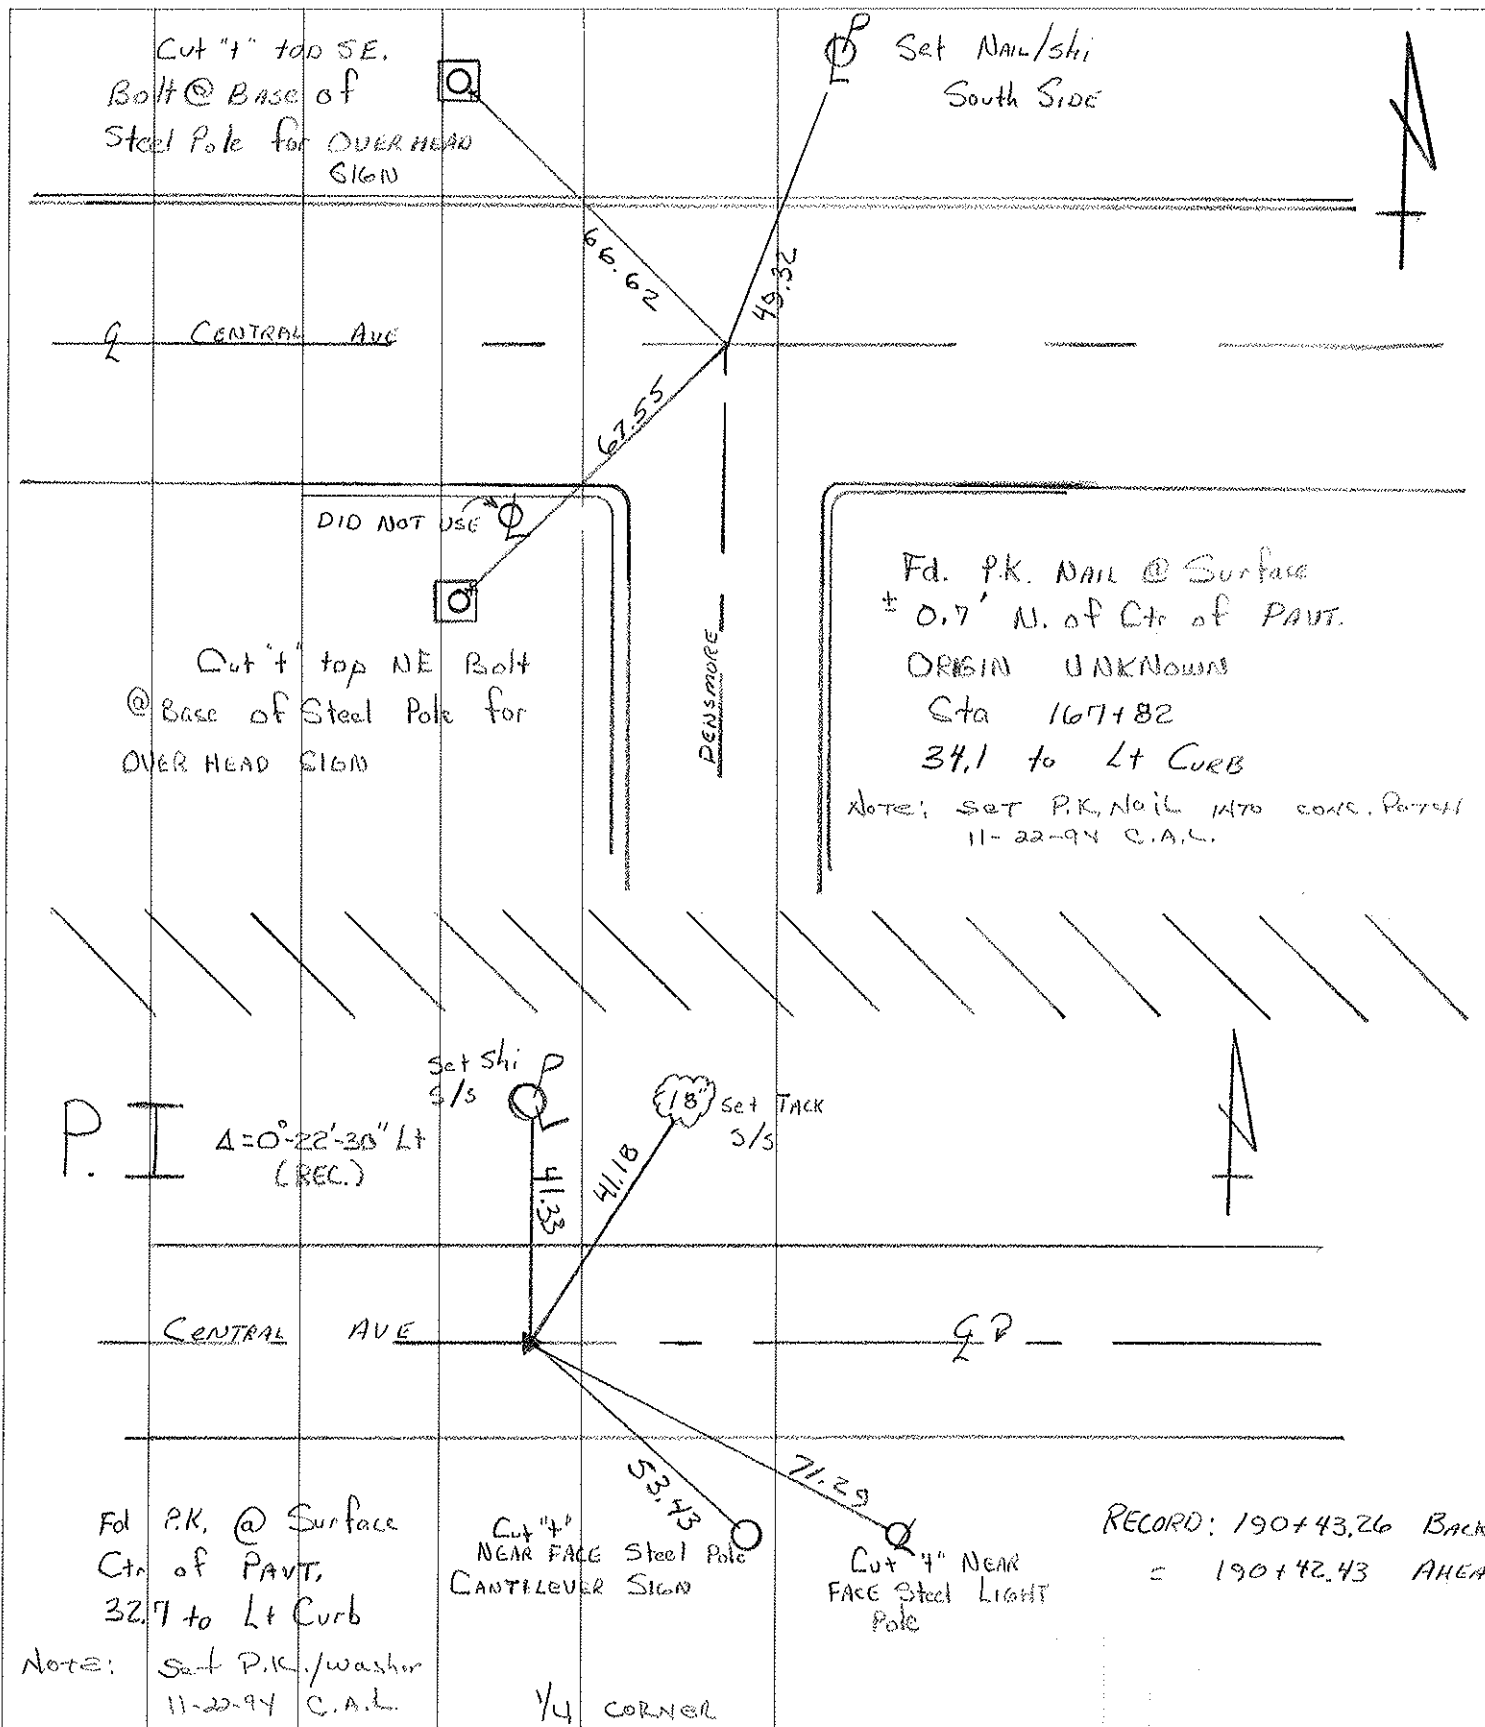 Cut "+" top SE.
Bolt @ Base of
Steel Pole for OVERHEAD
SIGN
P
Set NAIL/shi
South SIDE
66.62
49.32
CL CENTRAL AVE
67.55
DID NOT USE
Cut "+" top NE Bolt
@ Base of Steel Pole for
OVER HEAD SIGN
DENSMORE
Fd. P.K. NAIL @ Surface
± 0.7' N. of Ctr of PAVT.
ORIGIN UNKNOWN
Sta 167+82
34.1 to Lt CURB
NOTE: SET P.K. NAIL INTO CONC. PATCH
11-22-94 C.A.L.
P.I
Δ=0°-22'-30" Lt
(REC.)
Set Shi
S/S
P
18"
Set TACK
S/S
41.33
41.18
CENTRAL AVE
CL P
53.43
71.29
Fd P.K. @ Surface
Ctr of PAVT.
32.7 to Lt Curb
NOTE: Set P.K./washer
11-22-94 C.A.L.
Cut "+"
NEAR FACE Steel Pole
CANTILEVER SIGN
Cut "+" NEAR
FACE Steel LIGHT
Pole
RECORD: 190+43.26 BACK
= 190+42.43 AHEA
1/4 CORNER